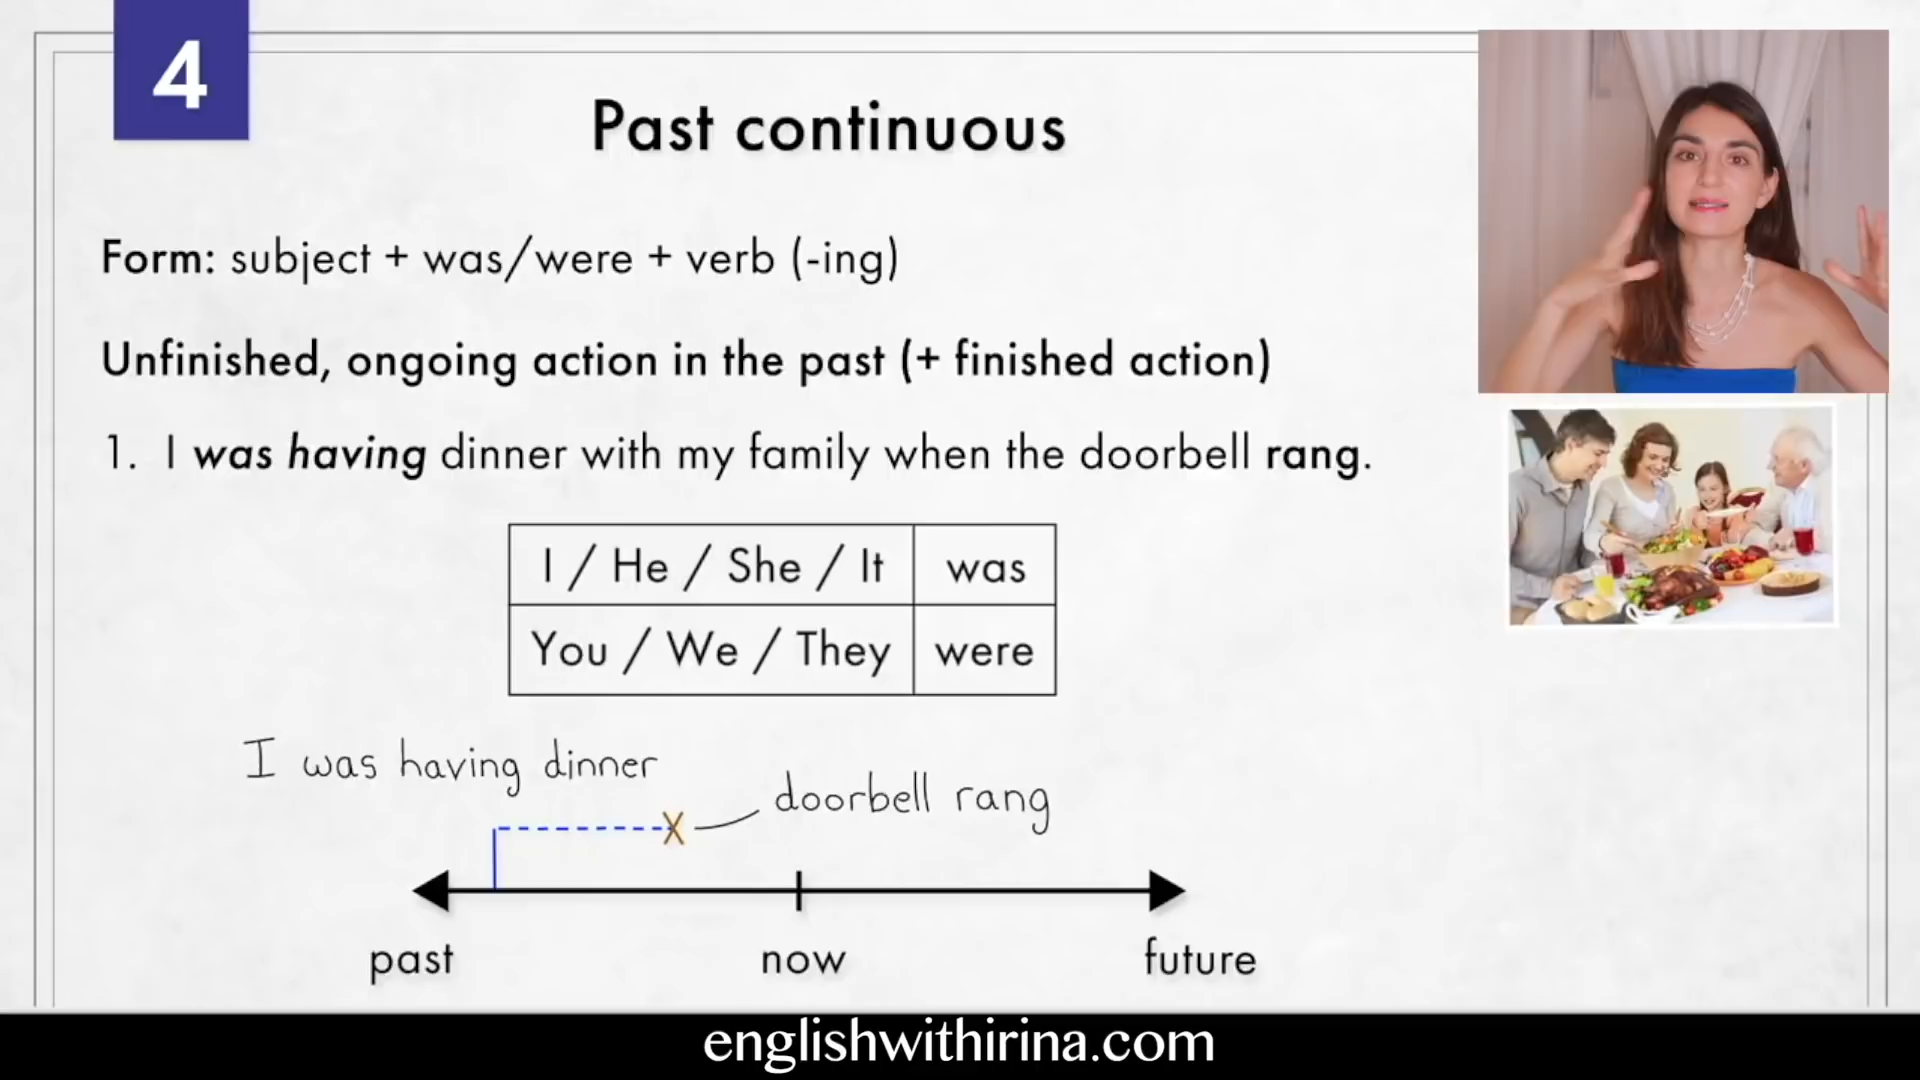 4
Past continuous
Form: subject + was/were + verb (-ing)
Unfinished, ongoing action in the past (+ finished action)
1. I was having dinner with my family when the doorbell rang.
I / He / She / It was
You / We / They were
I was having dinner
doorbell rang
past now future
englishwithirina.com